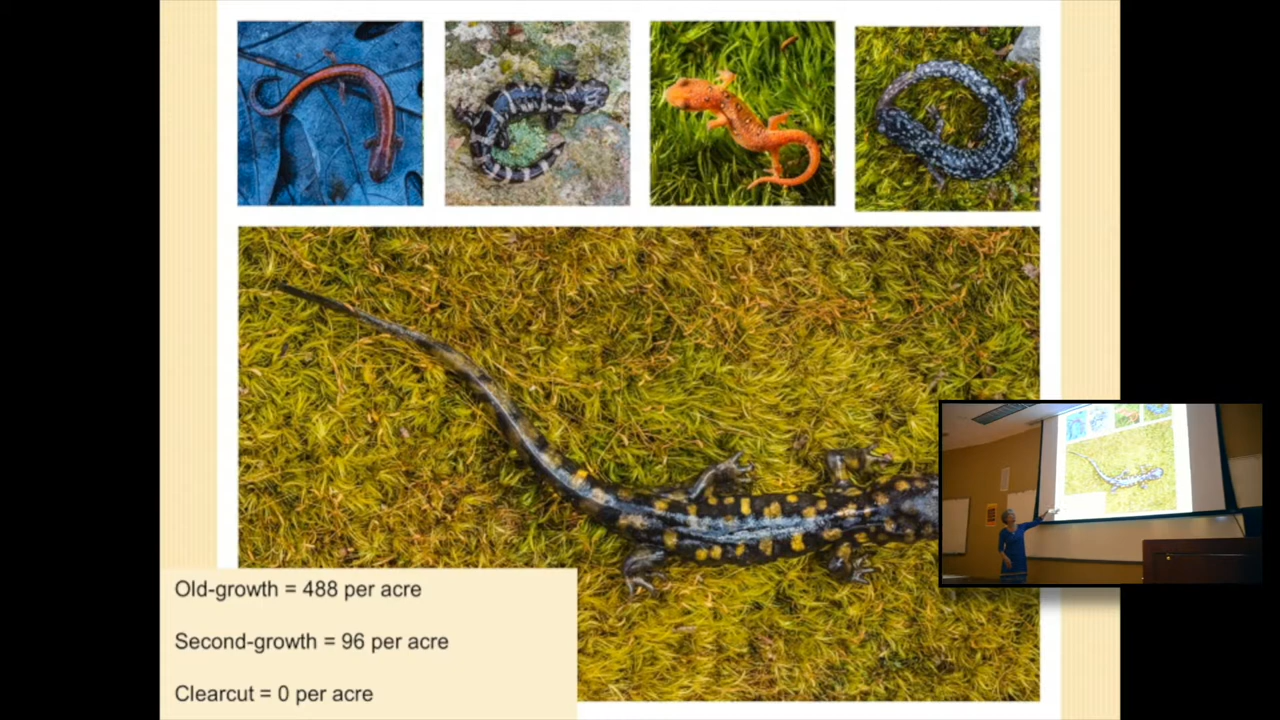 Old-growth = 488 per acre
Second-growth = 96 per acre
Clearcut = 0 per acre